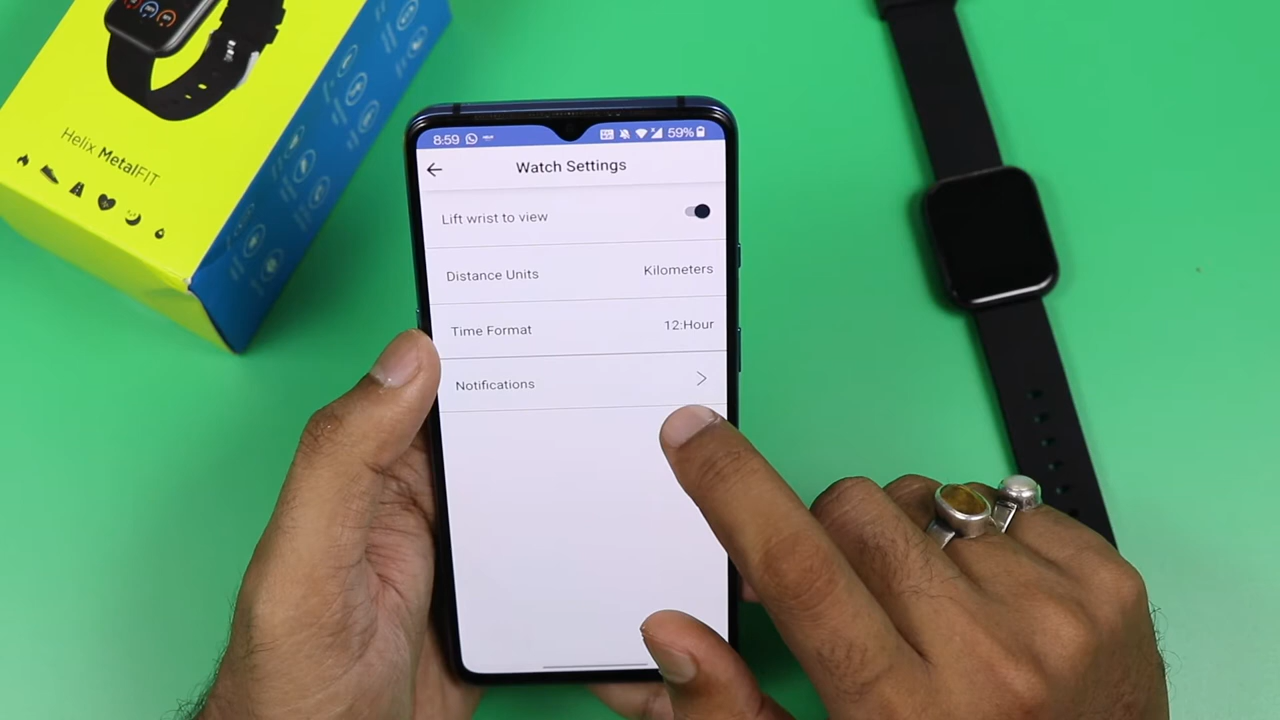 Helix MetalFIT
8:59
59%
Watch Settings
Lift wrist to view
Distance Units Kilometers
Time Format 12:Hour
Notifications